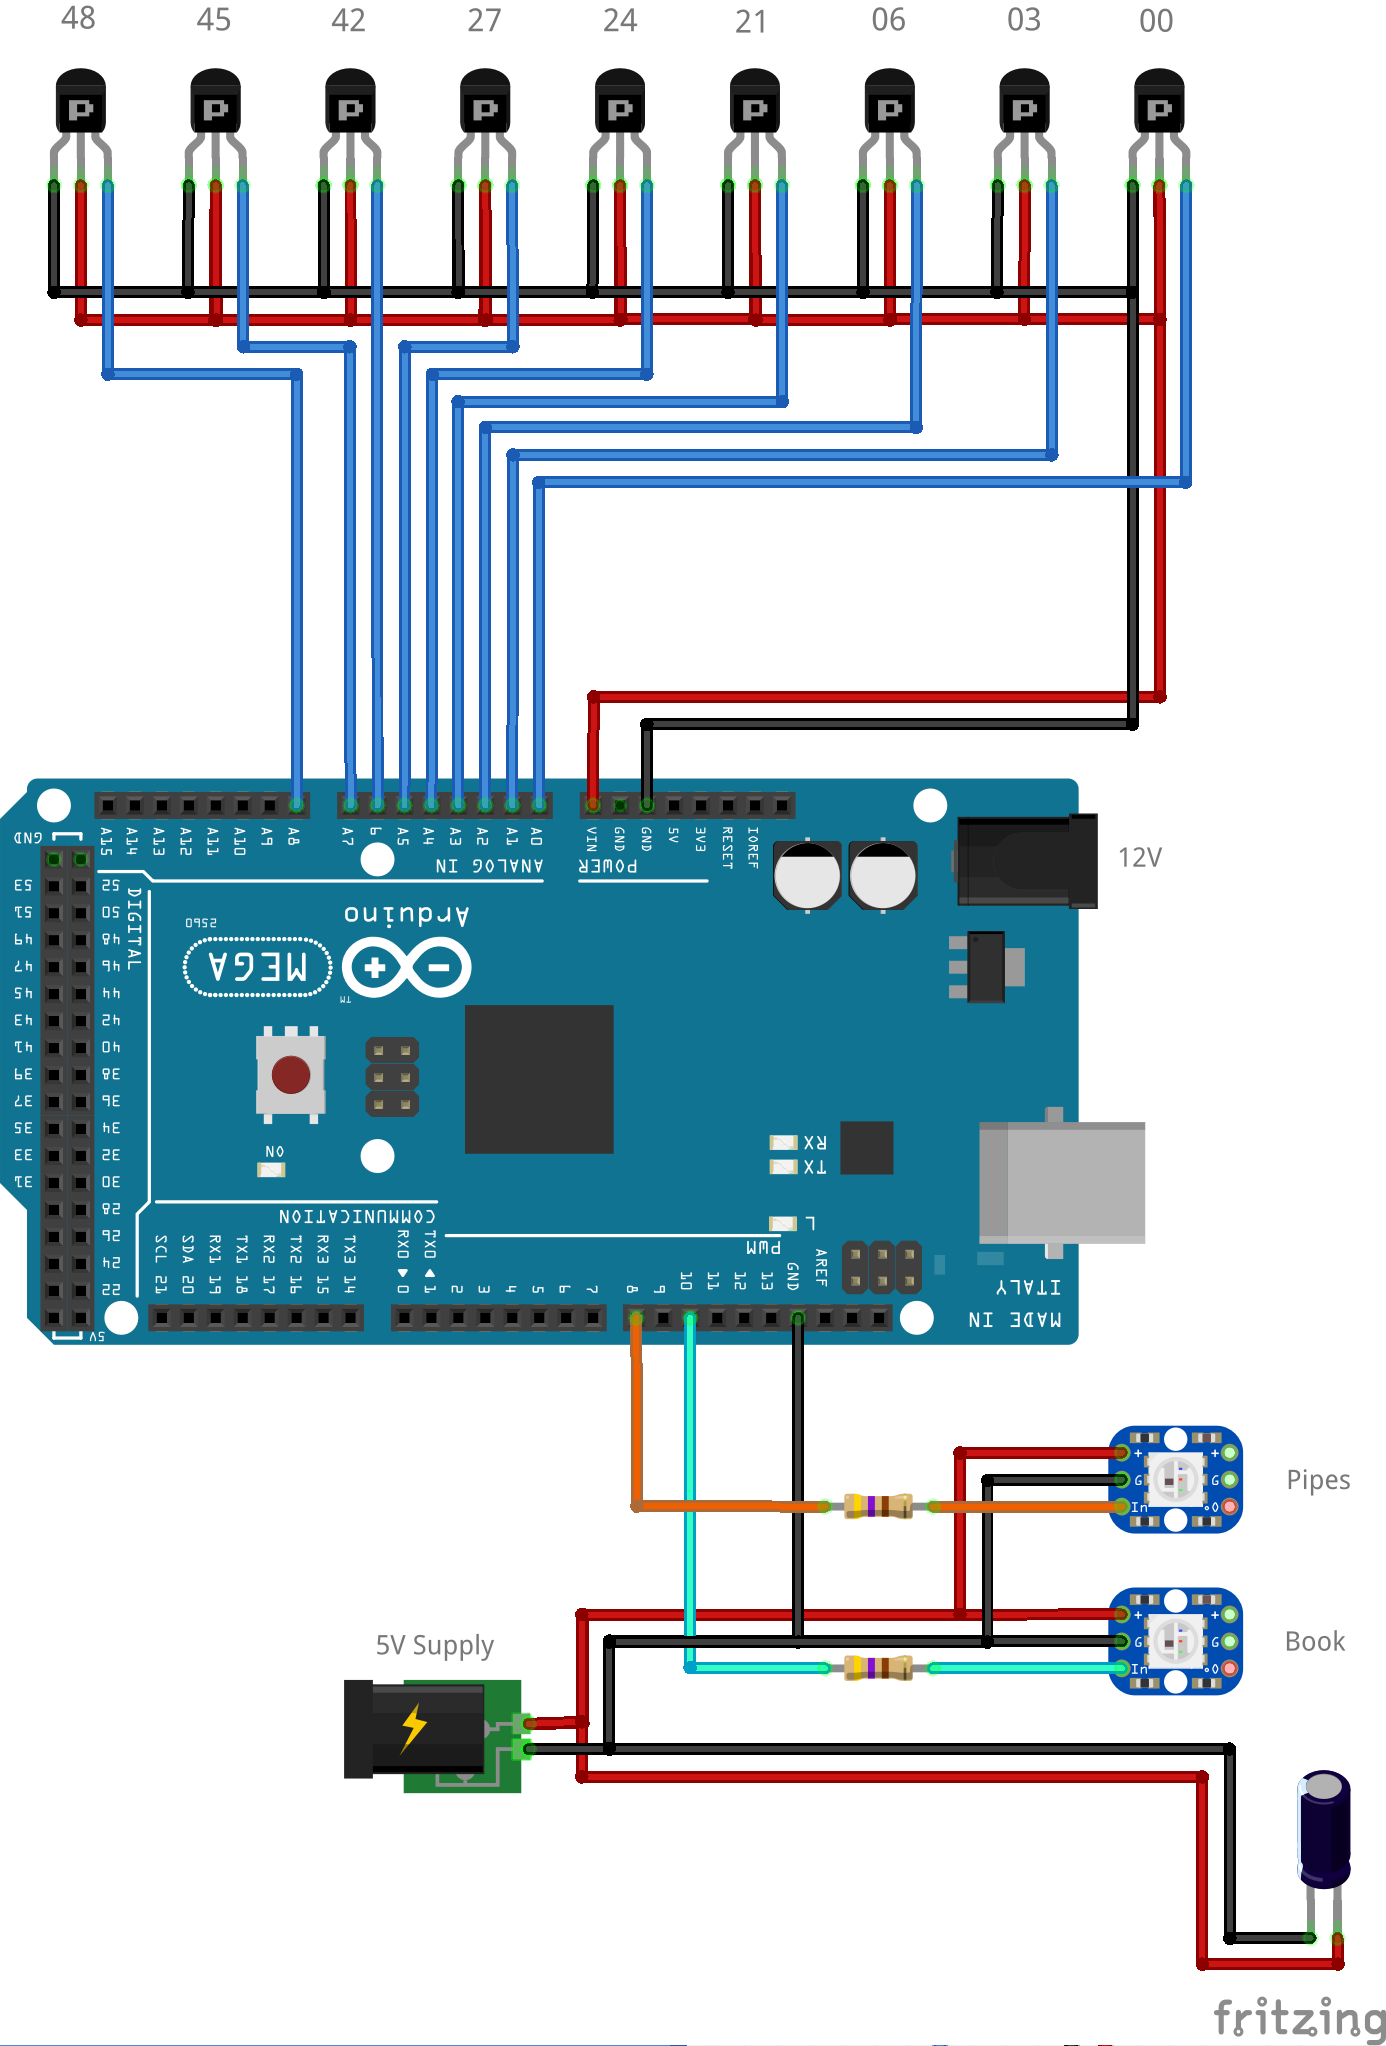 48 45 42 27 24 21 06 03 00
P P P P P P P P P
A15 A14 A13 A12 A11 A10 A9 A8 A7 6 A5 A4 A3 A2 A1 A0 VIN GND GND 5V 3V3 RESET IOREF
GND
ANALOG IN POWER
12V
53 52
51 50
49 48
47 46
45 44
43 42
41 40
39 38
37 36
35 34
33 32
31 30
28
26
24
22
5V
DIGITAL
Arduino
2560
MEGA
TM
ON
RX
TX
L
COMMUNICATION
PWM
SCL 21 SDA 20 RX1 19 TX1 18 RX2 17 TX2 16 RX3 15 TX3 14 RX0 0 TX0 1 2 3 4 5 6 7 8 9 10 11 12 13 GND AREF
MADE IN
ITALY
+ +
G G
In o
Pipes
+ +
G G
In o
Book
5V Supply
fritzing